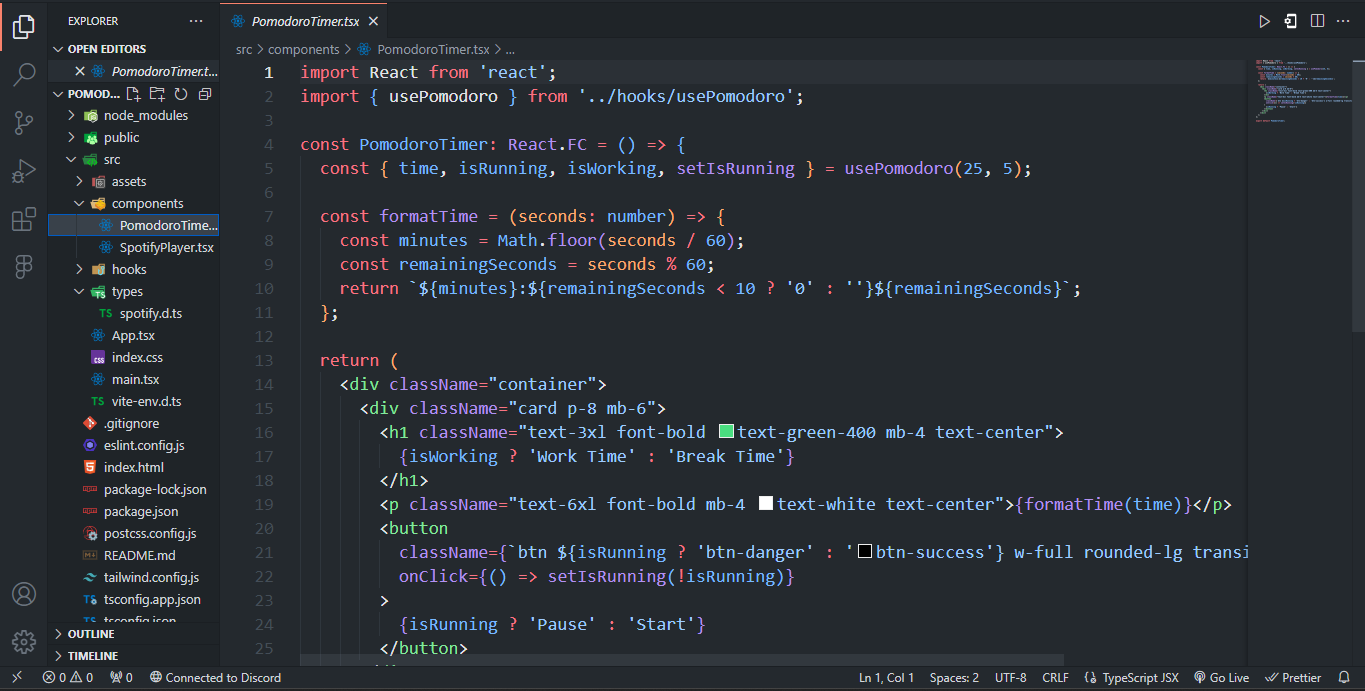 EXPLORER
PomodoroTimer.tsx
OPEN EDITORS
PomodoroTimer.t...
POMOD...
node_modules
public
src
assets
components
PomodoroTime...
SpotifyPlayer.tsx
hooks
types
TS spotify.d.ts
App.tsx
index.css
main.tsx
TS vite-env.d.ts
.gitignore
eslint.config.js
index.html
package-lock.json
package.json
postcss.config.js
README.md
tailwind.config.js
tsconfig.app.json
tsconfig.json
OUTLINE
TIMELINE
src > components > PomodoroTimer.tsx > ...
1 import React from 'react';
2 import { usePomodoro } from '../hooks/usePomodoro';
3
4 const PomodoroTimer: React.FC = () => {
5 const { time, isRunning, isWorking, setIsRunning } = usePomodoro(25, 5);
6
7 const formatTime = (seconds: number) => {
8 const minutes = Math.floor(seconds / 60);
9 const remainingSeconds = seconds % 60;
10 return `${minutes}:${remainingSeconds < 10 ? '0' : ''}${remainingSeconds}`;
11 };
12
13 return (
14 <div className="container">
15 <div className="card p-8 mb-6">
16 <h1 className="text-3xl font-bold text-green-400 mb-4 text-center">
17 {isWorking ? 'Work Time' : 'Break Time'}
18 </h1>
19 <p className="text-6xl font-bold mb-4 text-white text-center">{formatTime(time)}</p>
20 <button
21 className={`btn ${isRunning ? 'btn-danger' : 'btn-success'} w-full rounded-lg transi
22 onClick={() => setIsRunning(!isRunning)}
23 >
24 {isRunning ? 'Pause' : 'Start'}
25 </button>
0 0 0 Connected to Discord Ln 1, Col 1 Spaces: 2 UTF-8 CRLF {} TypeScript JSX Go Live Prettier